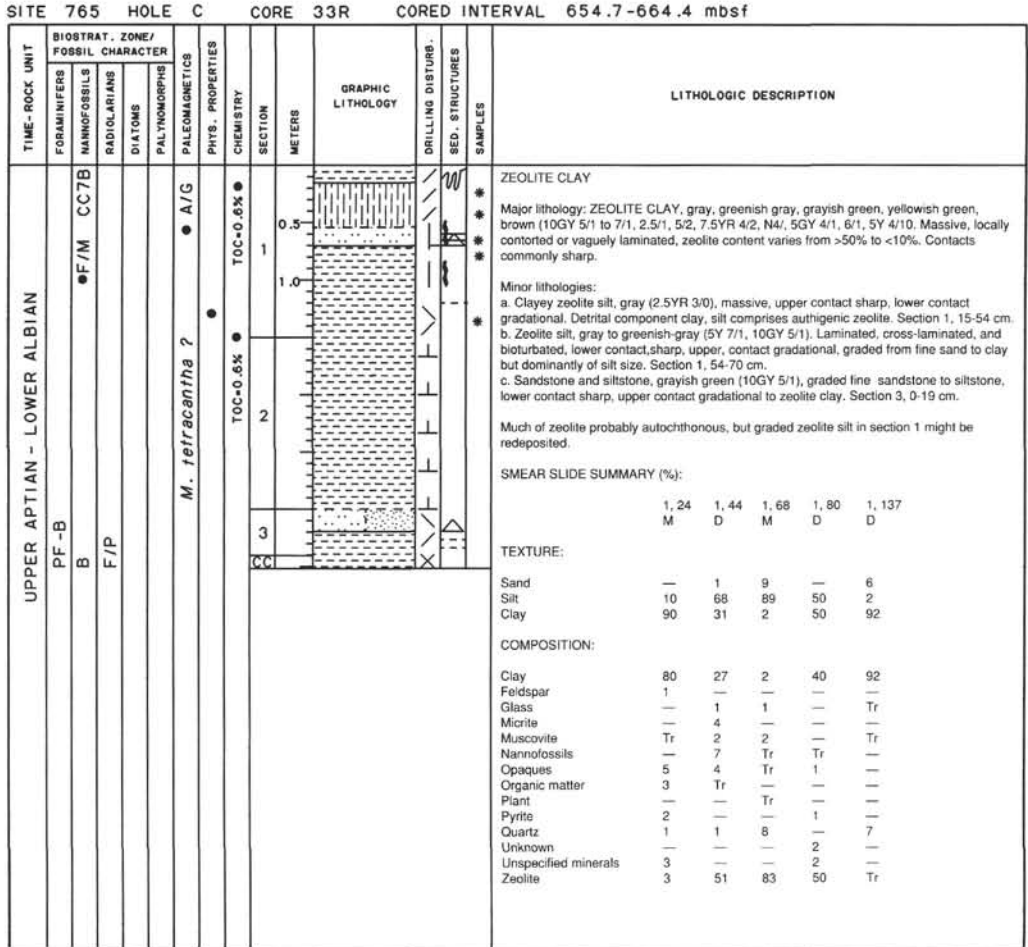 SITE 765 HOLE C CORE 33R CORED INTERVAL 654.7-664.4 mbsf
TIME-ROCK UNIT
BIOSTRAT. ZONE/
FOSSIL CHARACTER
FORAMINIFERS
NANNOFOSSILS
RADIOLARIANS
DIATOMS
PALYNOMORPHS
PALEOMAGNETICS
PHYS. PROPERTIES
CHEMISTRY
SECTION
METERS
GRAPHIC
LITHOLOGY
DRILLING DISTURB.
SED. STRUCTURES
SAMPLES
LITHOLOGIC DESCRIPTION
UPPER APTIAN - LOWER ALBIAN
PF-B
B
●F/M CC7B
F/P
M. tetracantha ?
● A/G
●
TOC=0.6% ●
TOC=0.6% ●
1
2
3
CC
0.5
1.0
*
*
*
*
*
ZEOLITE CLAY
Major lithology: ZEOLITE CLAY, gray, greenish gray, grayish green, yellowish green,
brown (10GY 5/1 to 7/1, 2.5/1, 5/2, 7.5YR 4/2, N4/, 5GY 4/1, 6/1, 5Y 4/10. Massive, locally
contorted or vaguely laminated, zeolite content varies from >50% to <10%. Contacts
commonly sharp.
Minor lithologies:
a. Clayey zeolite silt, gray (2.5YR 3/0), massive, upper contact sharp, lower contact
gradational. Detrital component clay, silt comprises authigenic zeolite. Section 1, 15-54 cm.
b. Zeolite silt, gray to greenish-gray (5Y 7/1, 10GY 5/1). Laminated, cross-laminated, and
bioturbated, lower contact,sharp, upper, contact gradational, graded from fine sand to clay
but dominantly of silt size. Section 1, 54-70 cm.
c. Sandstone and siltstone, grayish green (10GY 5/1), graded fine sandstone to siltstone,
lower contact sharp, upper contact gradational to zeolite clay. Section 3, 0-19 cm.
Much of zeolite probably autochthonous, but graded zeolite silt in section 1 might be
redeposited.
SMEAR SLIDE SUMMARY (%):
1, 24 1, 44 1, 68 1, 80 1, 137
M D M D D
TEXTURE:
Sand — 1 9 — 6
Silt 10 68 89 50 2
Clay 90 31 2 50 92
COMPOSITION:
Clay 80 27 2 40 92
Feldspar 1 — — — —
Glass — 1 1 — Tr
Micrite — 4 — — —
Muscovite Tr 2 2 — Tr
Nannofossils — 7 Tr Tr —
Opaques 5 4 Tr 1 —
Organic matter 3 Tr — — —
Plant — — Tr — —
Pyrite 2 — — 1 —
Quartz 1 1 8 — 7
Unknown — — — 2 —
Unspecified minerals 3 — — 2 —
Zeolite 3 51 83 50 Tr